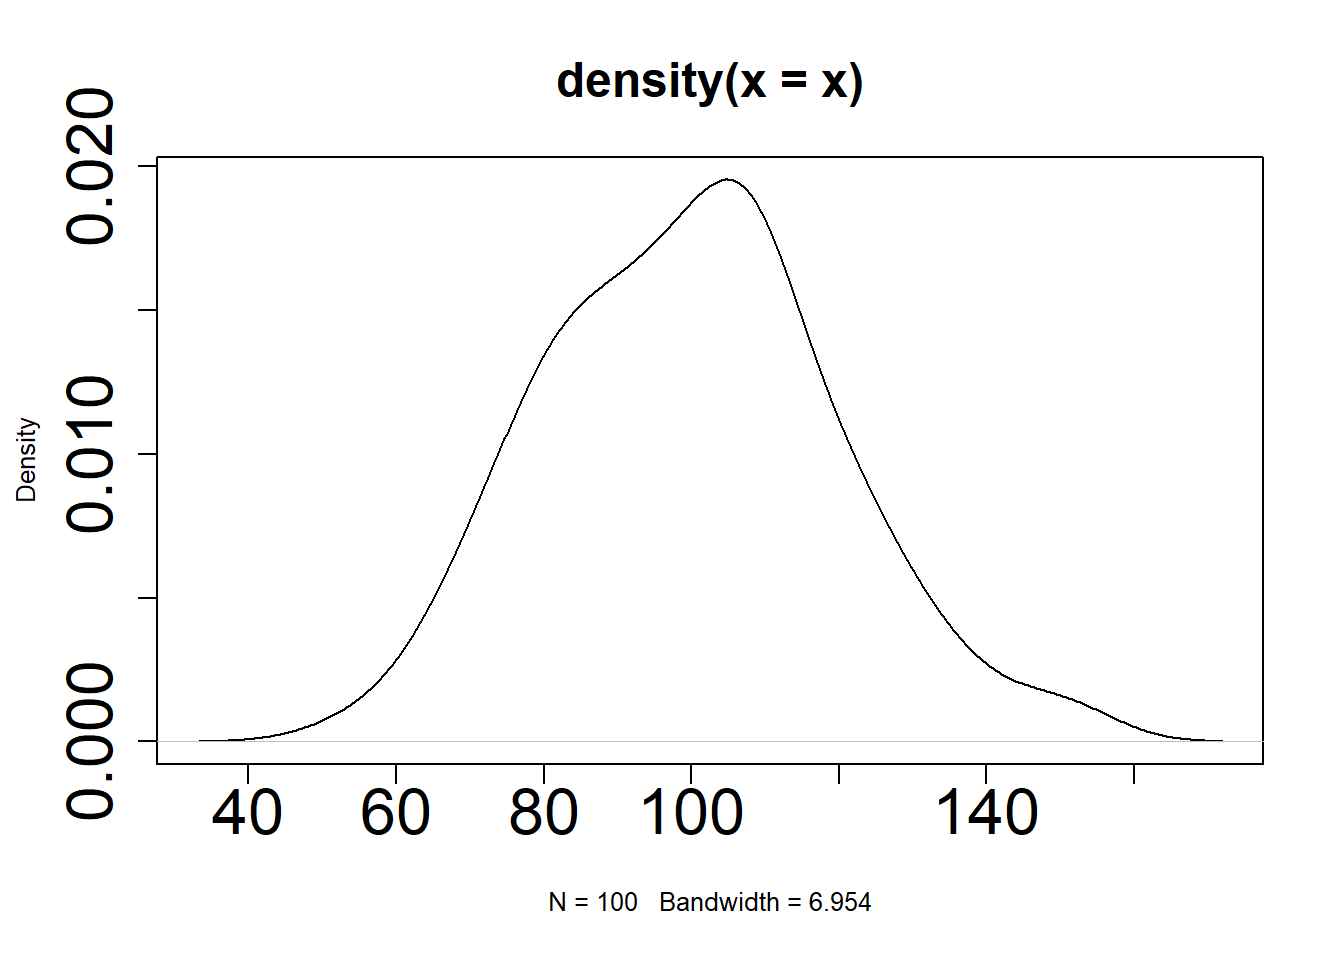 density(x = x)
Density
0.020
0.010
0.000
40 60 80 100 140
N = 100 Bandwidth = 6.954